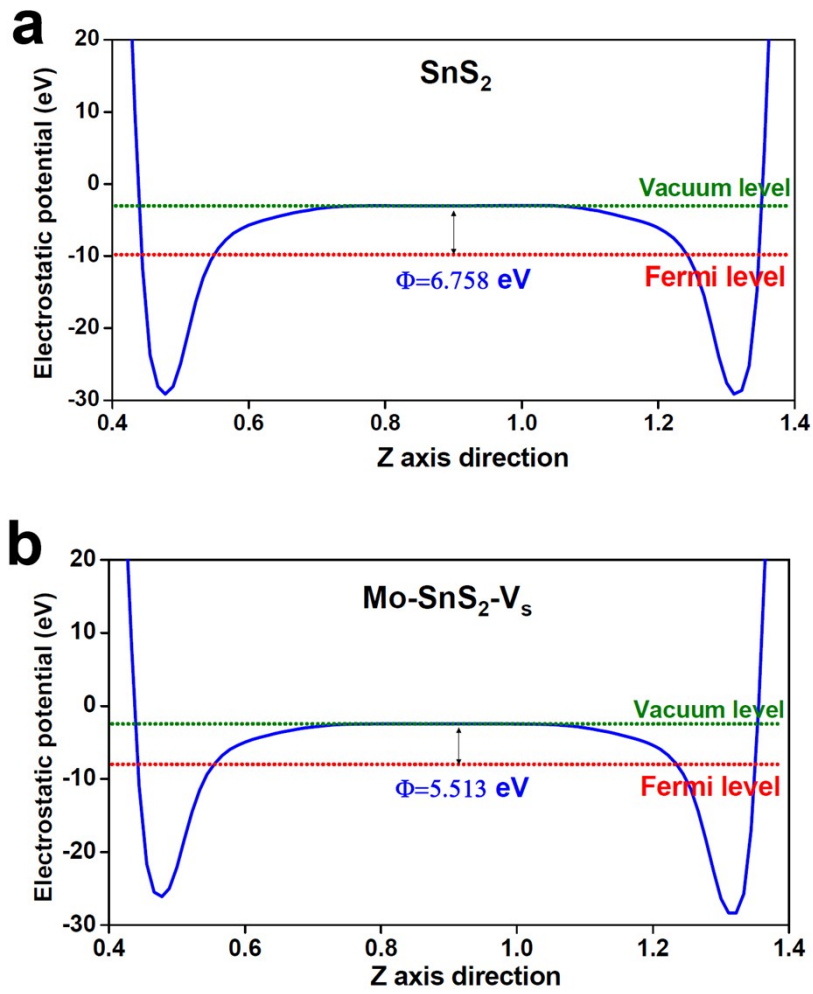 a
SnS₂
Electrostatic potential (eV)
20
10
0
-10
-20
-30
Vacuum level
Fermi level
Φ=6.758 eV
0.4 0.6 0.8 1.0 1.2 1.4
Z axis direction
b
Mo-SnS₂-Vₛ
Electrostatic potential (eV)
20
10
0
-10
-20
-30
Vacuum level
Fermi level
Φ=5.513 eV
0.4 0.6 0.8 1.0 1.2 1.4
Z axis direction